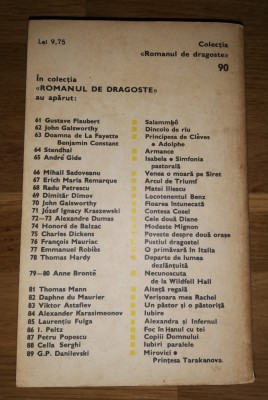 Lei 9,75
Colecția
«Romanul de dragoste»
90
În colecția
«ROMANUL DE DRAGOSTE»
au apărut:
61 Gustave Flaubert Salammbô
62 John Galsworthy Dincolo de rîu
63 Doamna de La Fayette Prințesa de Clèves
Benjamin Constant Adolphe
64 Stendhal Armance
65 André Gide Isabela Simfonia
pastorală
66 Mihail Sadoveanu Venea o moară pe Siret
67 Erich Maria Remarque Arcul de Triumf
68 Radu Petrescu Matei Iliescu
69 Dimităr Dimov Locotenentul Benz
70 John Galsworthy Floarea întunecată
71 Józef Ignacy Kraszewski Contesa Cosel
72—73 Alexandre Dumas Cele două Diane
74 Honoré de Balzac Modeste Mignon
75 Charles Dickens Poveste despre două orașe
76 François Mauriac Pustiul dragostei
77 Emmanuel Roblès O primăvară în Italia
78 Thomas Hardy Departe de lumea
dezlănțuită
79—80 Anne Brontë Necunoscuta
de la Wildfell Hall
81 Thomas Mann Alteță regală
82 Daphne du Maurier Verișoara mea Rachel
83 Viktor Astafiev Un păstor și o păstoriță
84 Alexander Karasimeonov Iubire
85 Laurențiu Fulga Alexandra și Infernul
86 I. Peltz Foc în Hanul cu tei
87 Petru Popescu Copiii Domnului
88 Cella Serghi Iubiri paralele
89 G.P. Danilevski Mirovici
Prințesa Tarakanova.